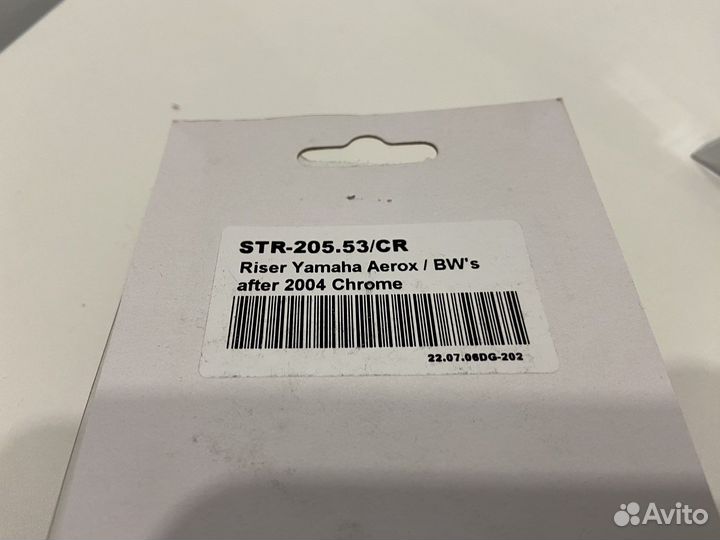 STR-205.53/CR
Riser Yamaha Aerox / BW's
after 2004 Chrome
22.07.06DG-202
Avito